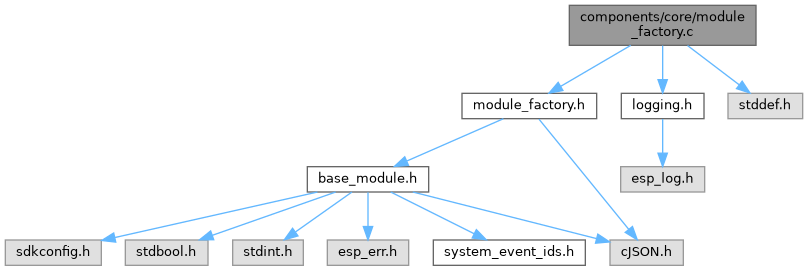 components/core/module
_factory.c
module_factory.h
logging.h
stddef.h
base_module.h
esp_log.h
sdkconfig.h
stdbool.h
stdint.h
esp_err.h
system_event_ids.h
cJSON.h